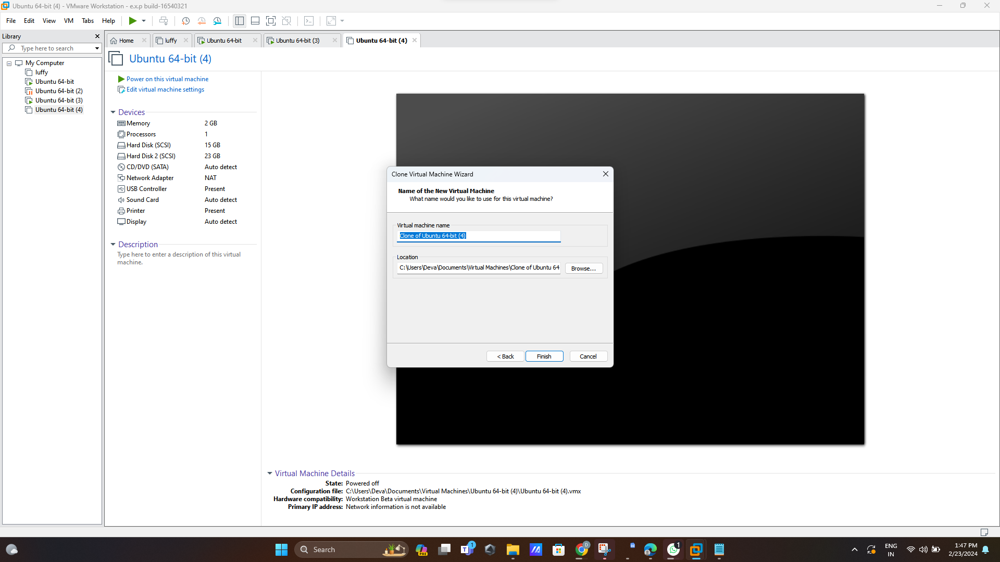 Ubuntu 64-bit (4) - VMware Workstation - e.x.p build-16540321
File Edit View VM Tabs Help
Library
Type here to search
My Computer
luffy
Ubuntu 64-bit
Ubuntu 64-bit (2)
Ubuntu 64-bit (3)
Ubuntu 64-bit (4)
Home luffy Ubuntu 64-bit Ubuntu 64-bit (3) Ubuntu 64-bit (4)
Ubuntu 64-bit (4)
Power on this virtual machine
Edit virtual machine settings
Devices
Memory 2 GB
Processors 1
Hard Disk (SCSI) 15 GB
Hard Disk 2 (SCSI) 23 GB
CD/DVD (SATA) Auto detect
Network Adapter NAT
USB Controller Present
Sound Card Auto detect
Printer Present
Display Auto detect
Description
Type here to enter a description of this virtual
machine.
Clone Virtual Machine Wizard
Name of the New Virtual Machine
What name would you like to use for this virtual machine?
Virtual machine name
Clone of Ubuntu 64-bit (4)
Location
C:\Users\Deva\Documents\Virtual Machines\Clone of Ubuntu 64
Browse...
< Back Finish Cancel
Virtual Machine Details
State: Powered off
Configuration file: C:\Users\Deva\Documents\Virtual Machines\Ubuntu 64-bit (4)\Ubuntu 64-bit (4).vmx
Hardware compatibility: Workstation Beta virtual machine
Primary IP address: Network information is not available
Search
PRE
T
1
D
1
ENG
IN
1:47 PM
2/23/2024